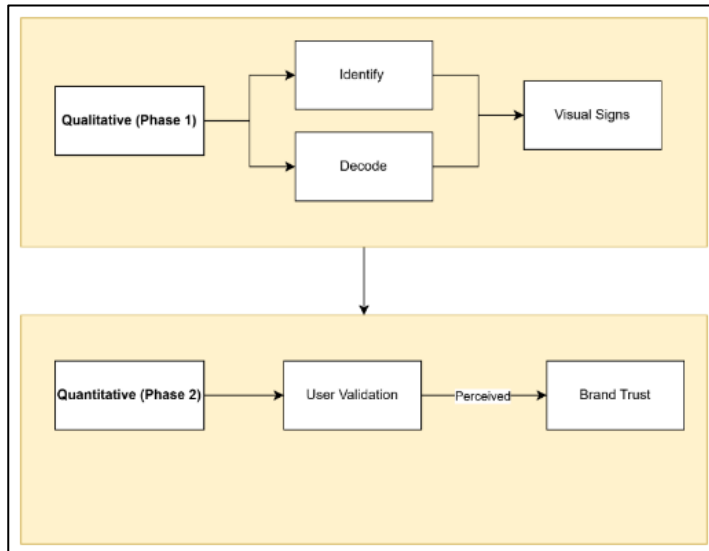 Identify
Qualitative (Phase 1)
Visual Signs
Decode
Quantitative (Phase 2)
User Validation
Perceived
Brand Trust